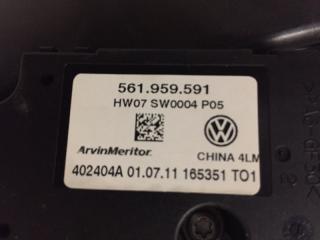 561.959.591
HW07 SW0004 P05
ArvinMeritor.
CHINA 4LM
402404A 01.07.11 165351 TO1